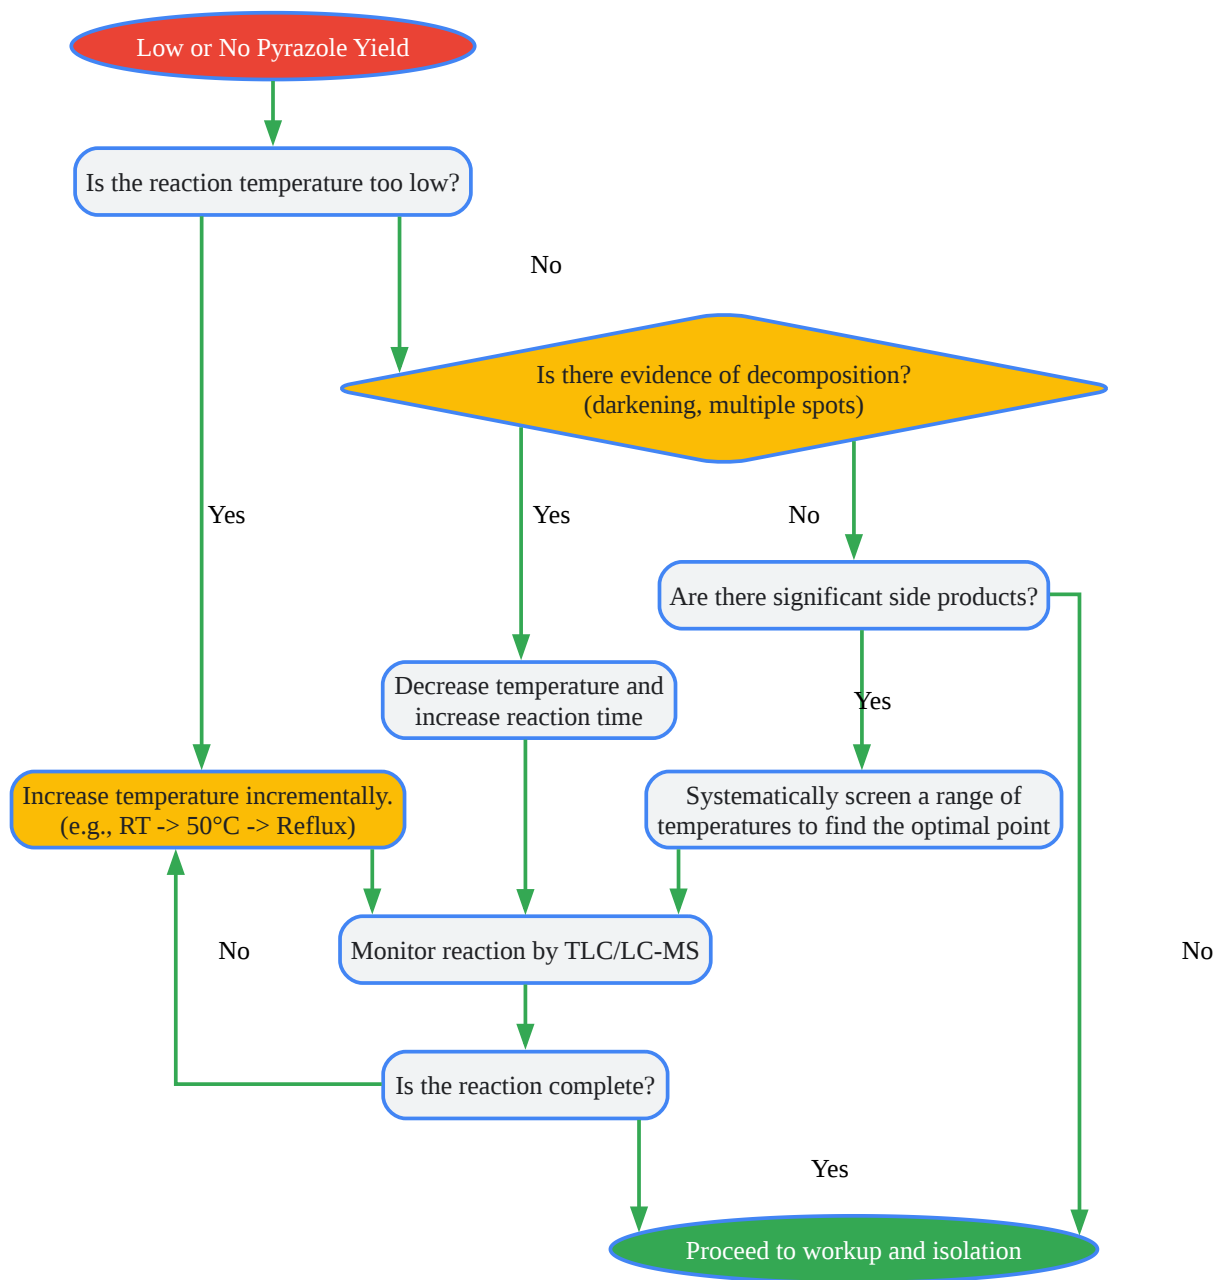 Low or No Pyrazole Yield
Is the reaction temperature too low?
No
Is there evidence of decomposition?
(darkening, multiple spots)
Yes
Yes
No
Are there significant side products?
Decrease temperature and
increase reaction time
Yes
Increase temperature incrementally.
(e.g., RT -> 50°C -> Reflux)
Systematically screen a range of
temperatures to find the optimal point
No
Monitor reaction by TLC/LC-MS
No
Is the reaction complete?
Yes
Proceed to workup and isolation